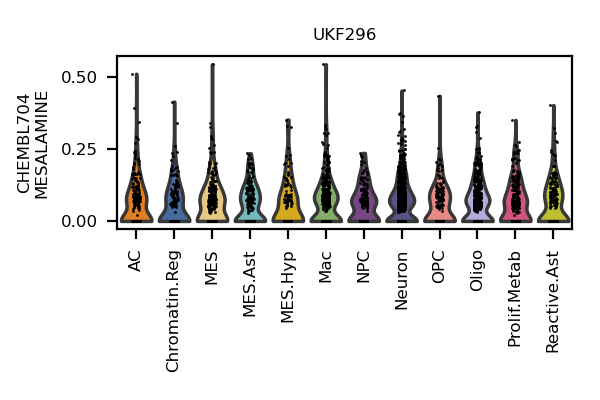 UKF296
CHEMBL704
MESALAMINE
0.50
0.25
0.00
AC
Chromatin.Reg
MES
MES.Ast
MES.Hyp
Mac
NPC
Neuron
OPC
Oligo
Prolif.Metab
Reactive.Ast